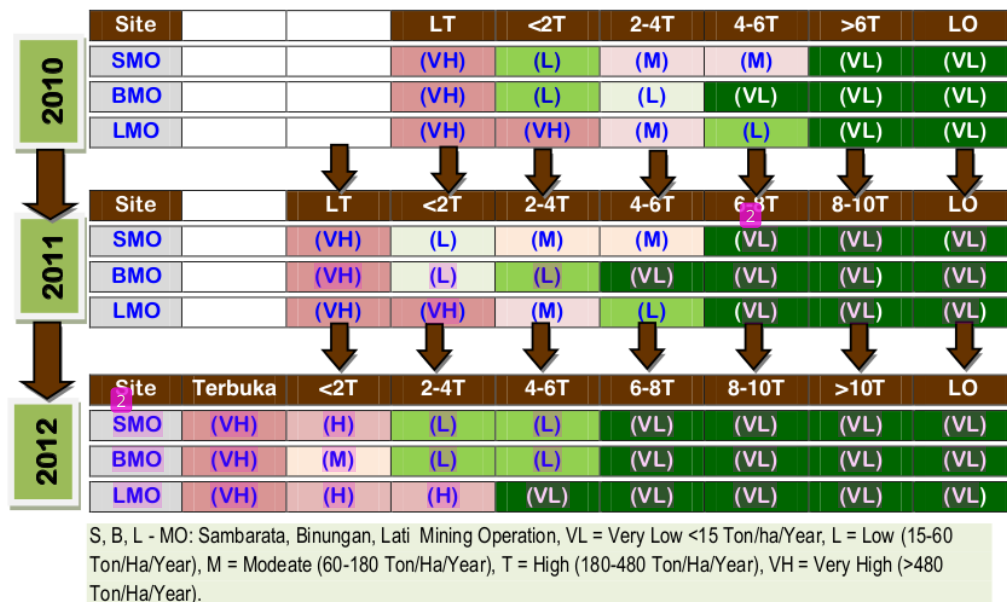 2010
Site LT <2T 2-4T 4-6T >6T LO
SMO (VH) (L) (M) (M) (VL) (VL)
BMO (VH) (L) (L) (VL) (VL) (VL)
LMO (VH) (VH) (M) (L) (VL) (VL)
2011
Site LT <2T 2-4T 4-6T 6-8T 8-10T LO
2
SMO (VH) (L) (M) (M) (VL) (VL) (VL)
BMO (VH) (L) (L) (VL) (VL) (VL) (VL)
LMO (VH) (VH) (M) (L) (VL) (VL) (VL)
2012
Site Terbuka <2T 2-4T 4-6T 6-8T 8-10T >10T LO
2
SMO (VH) (H) (L) (L) (VL) (VL) (VL) (VL)
BMO (VH) (M) (L) (L) (VL) (VL) (VL) (VL)
LMO (VH) (H) (H) (VL) (VL) (VL) (VL) (VL)
S, B, L - MO: Sambarata, Binungan, Lati Mining Operation, VL = Very Low <15 Ton/ha/Year, L = Low (15-60
Ton/Ha/Year), M = Modeate (60-180 Ton/Ha/Year), T = High (180-480 Ton/Ha/Year), VH = Very High (>480
Ton/Ha/Year).